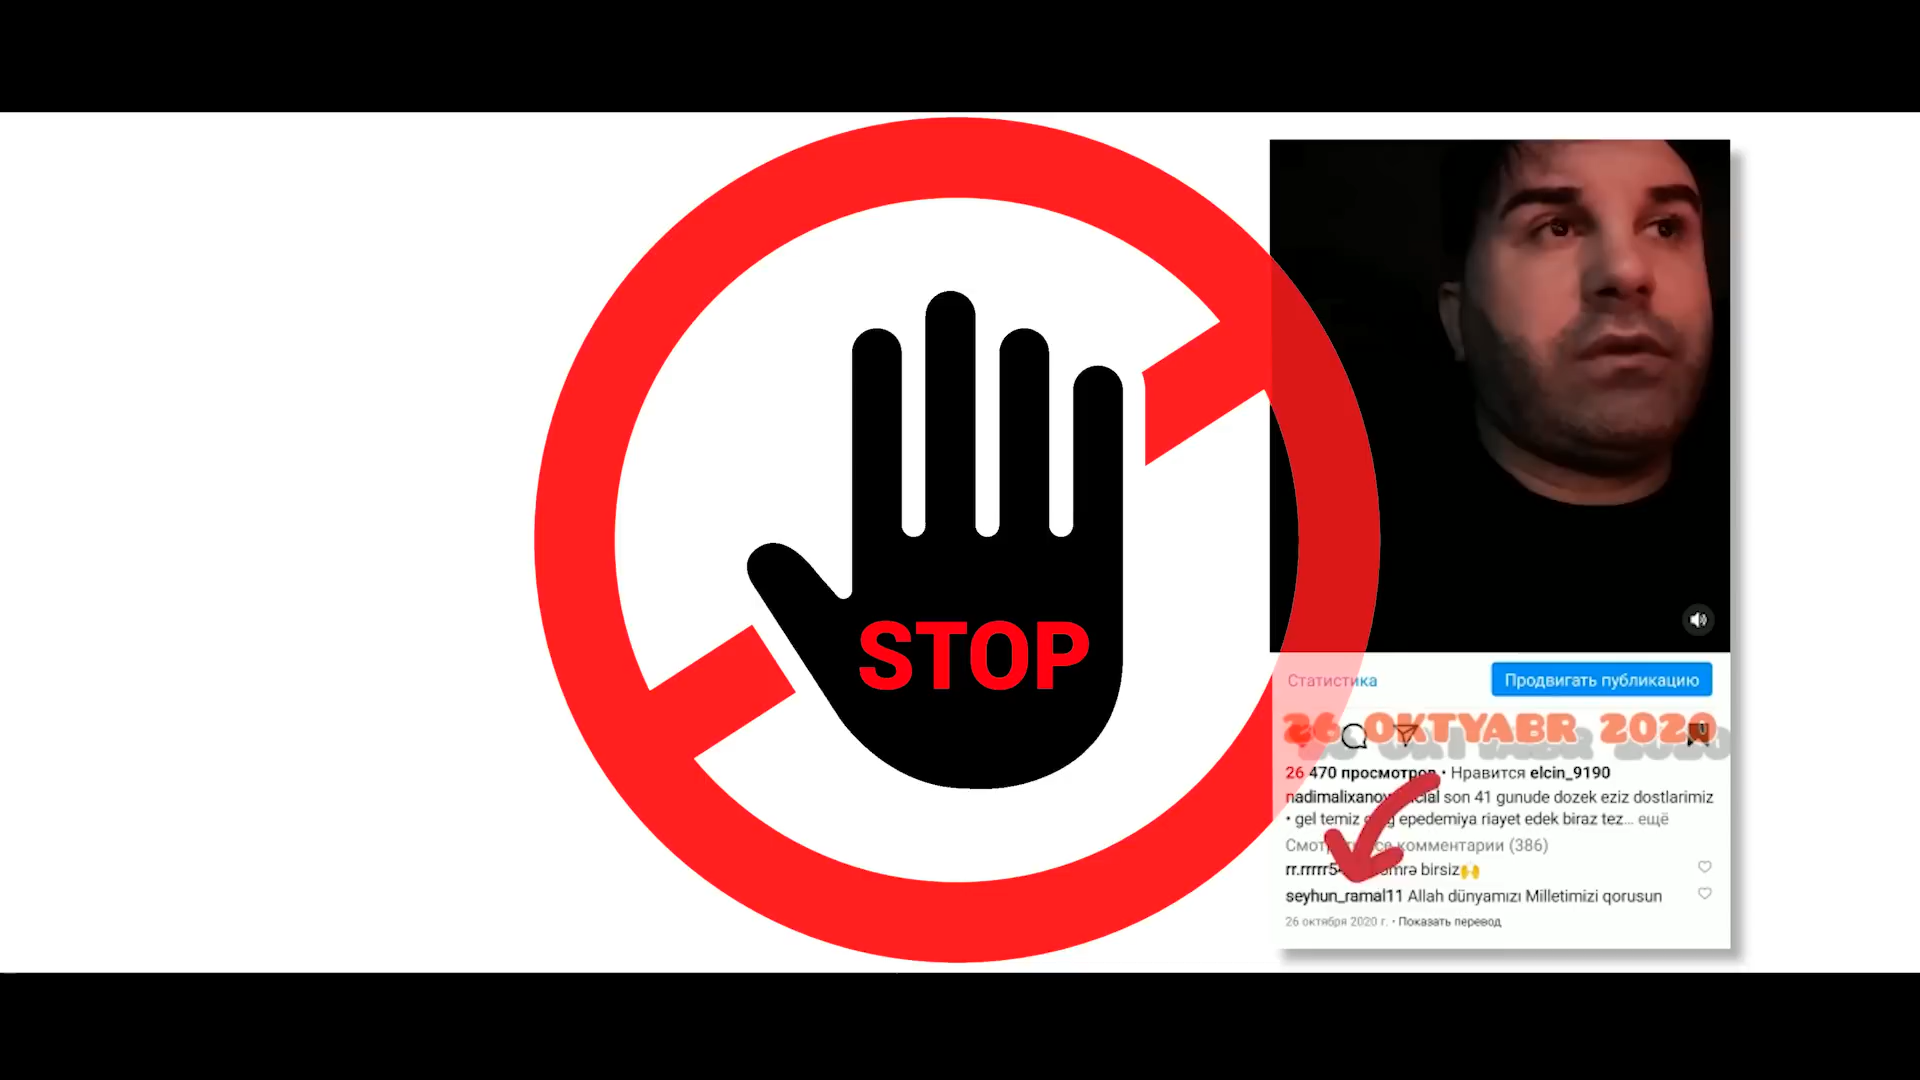 STOP
Статистика
Продвигать публикацию
26 OKTYABR 2020
26 470 просмотров • Нравится elcin_9190
son 41 gunude dozek eziz dostlarimiz
• gel temiz epedemiya riayet edek biraz tez... ещё
комментарии (386)
birsiz🙌
seyhun_ramal11 Allah dünyamızı Milletimizi qorusun
26 октября 2020 г. • Показать перевод